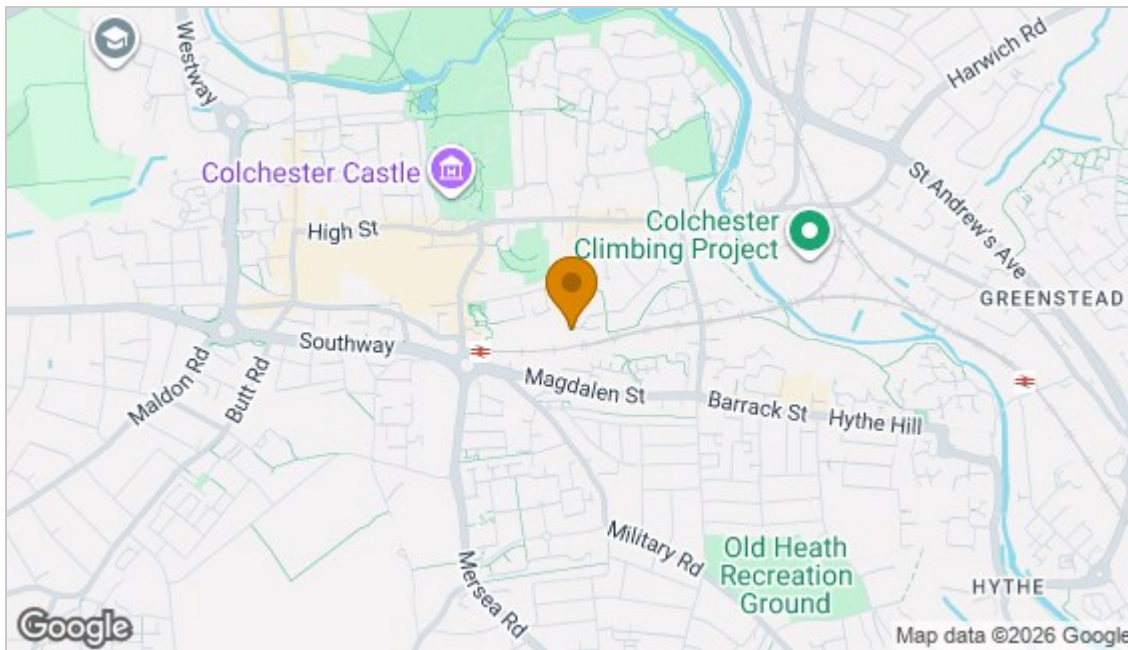 Westway
Harwich Rd
Colchester Castle
St Andrew's Ave
High St
Colchester
Climbing Project
GREENSTEAD
Southway
Maldon Rd
Butt Rd
Magdalen St
Barrack St
Hythe Hill
Military Rd
Mersea Rd
Old Heath
Recreation
Ground
HYTHE
Google
Map data ©2026 Google